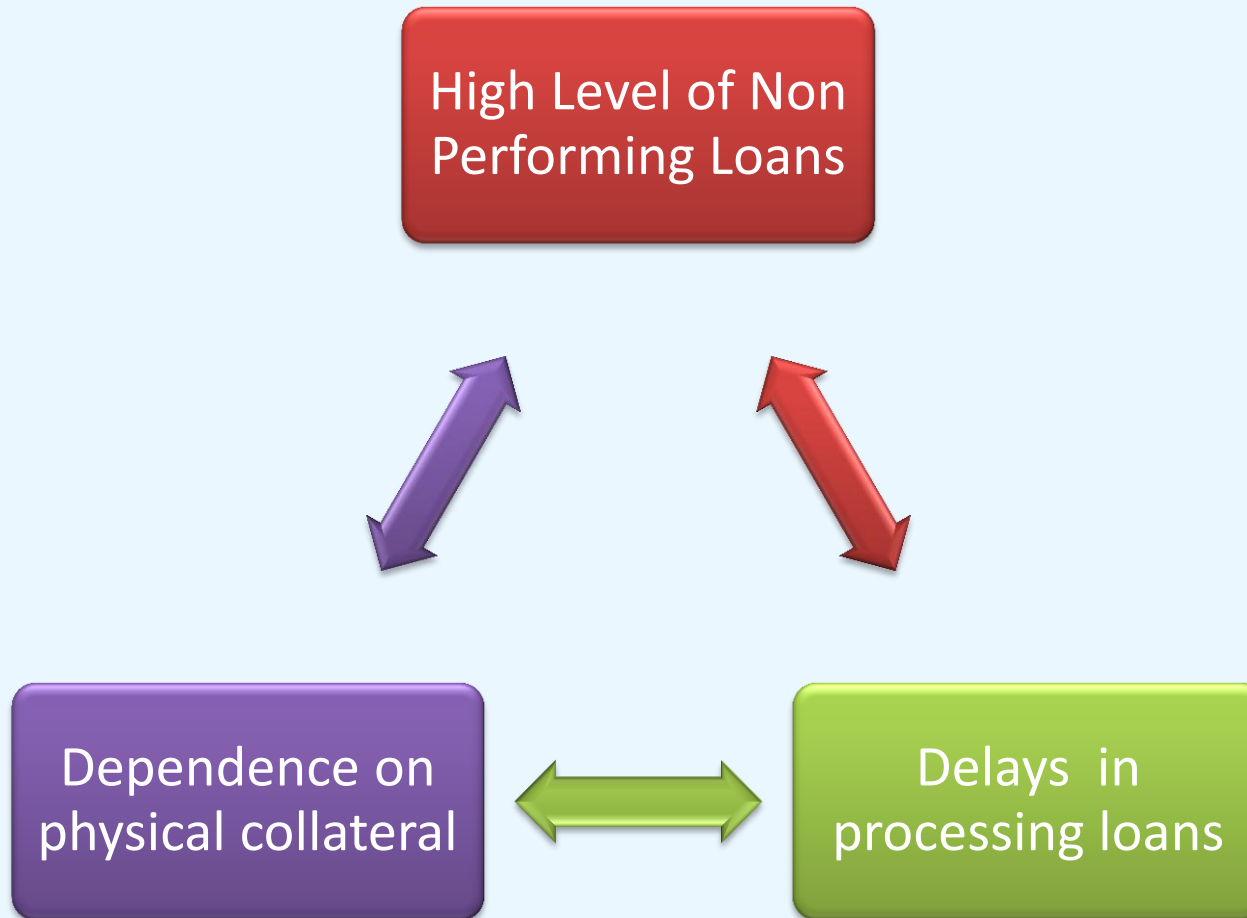 High Level of Non
Performing Loans
Dependence on
physical collateral
Delays  in
processing loans